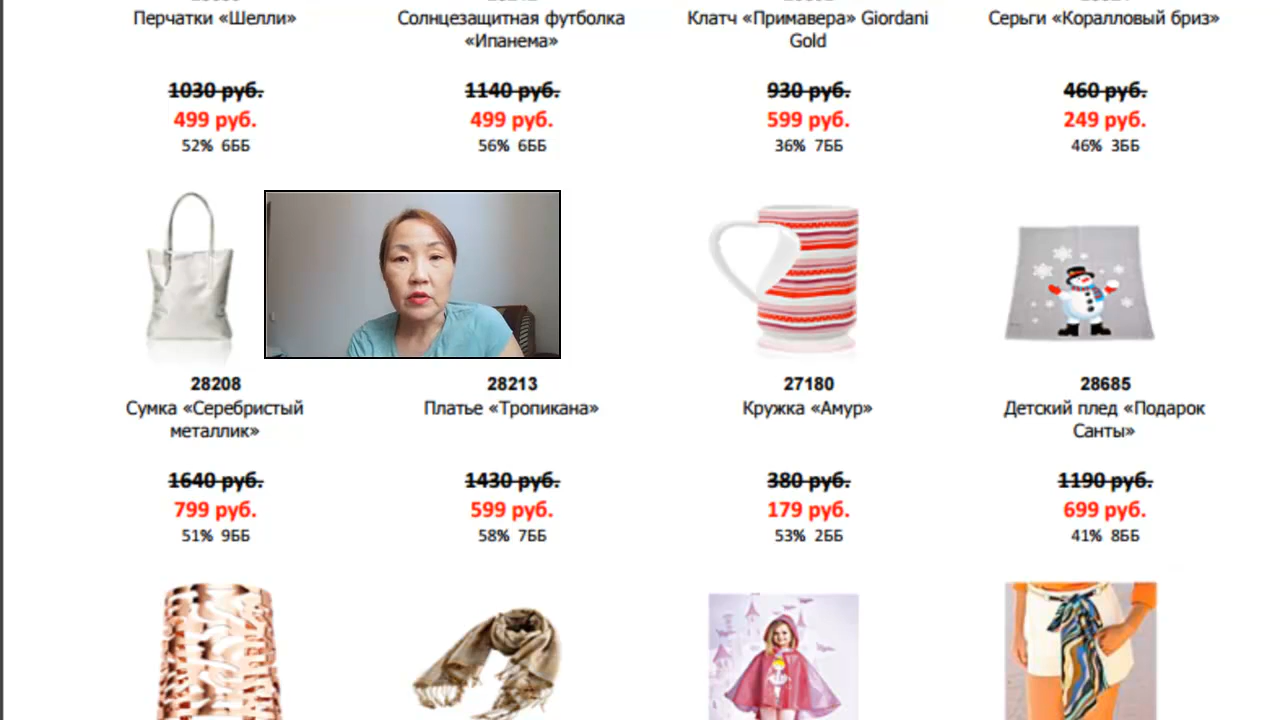 Перчатки «Шелли»
Солнцезащитная футболка
«Ипанема»
Клатч «Примавера» Giordani
Gold
Серьги «Коралловый бриз»
1030 руб.
499 руб.
52% 6ББ
1140 руб.
499 руб.
56% 6ББ
930 руб.
599 руб.
36% 7ББ
460 руб.
249 руб.
46% 3ББ
28208
Сумка «Серебристый
металлик»
1640 руб.
799 руб.
51% 9ББ
28213
Платье «Тропикана»
1430 руб.
599 руб.
58% 7ББ
27180
Кружка «Амур»
380 руб.
179 руб.
53% 2ББ
28685
Детский плед «Подарок
Санты»
1190 руб.
699 руб.
41% 8ББ